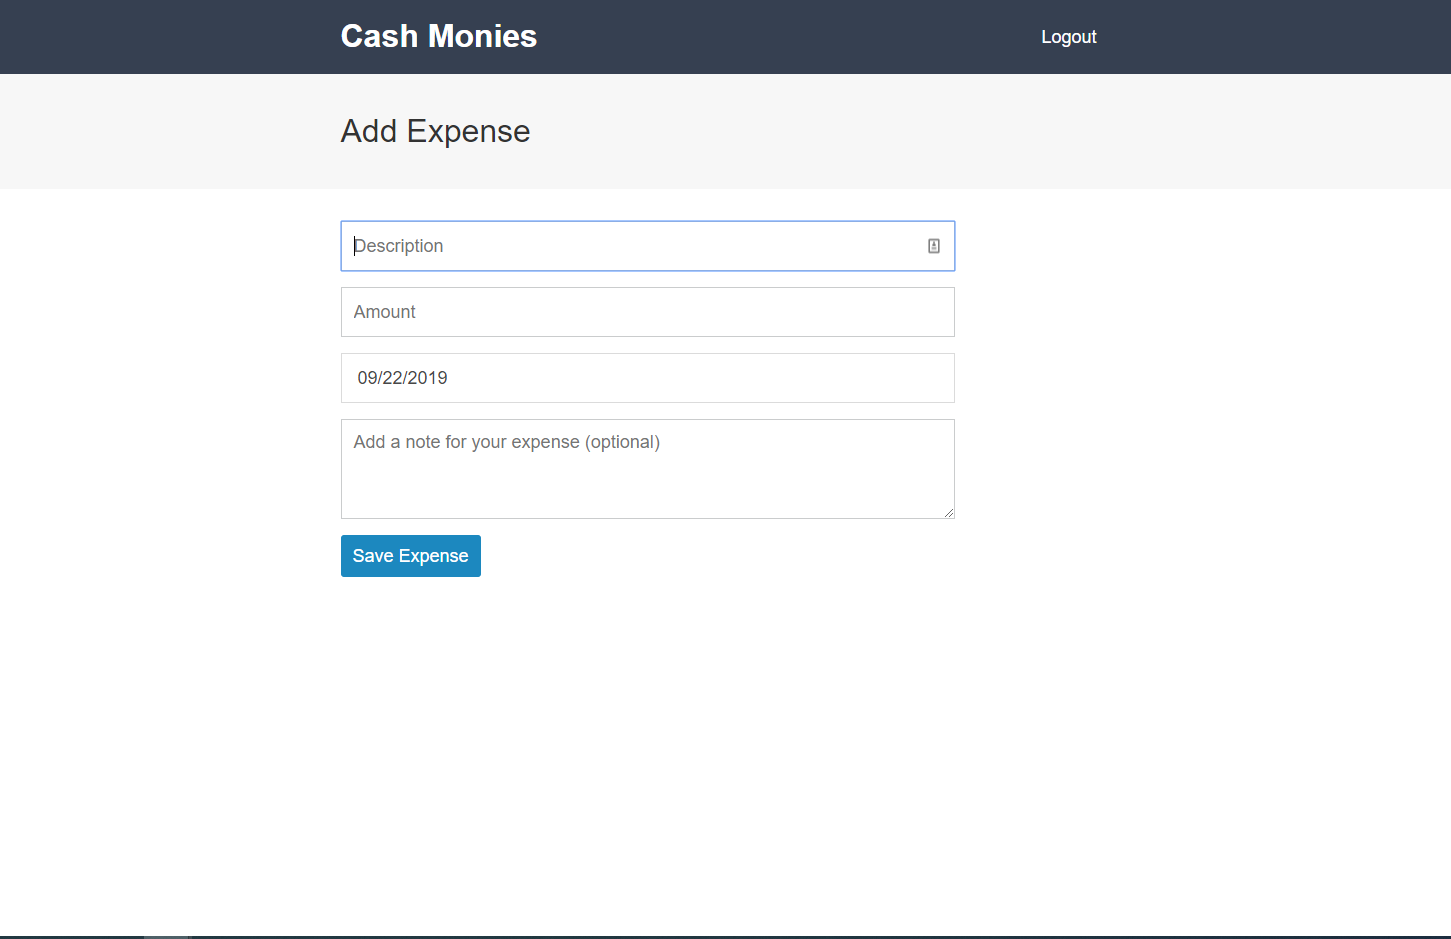 Cash Monies
Logout
Add Expense
Description
Amount
09/22/2019
Add a note for your expense (optional)
Save Expense